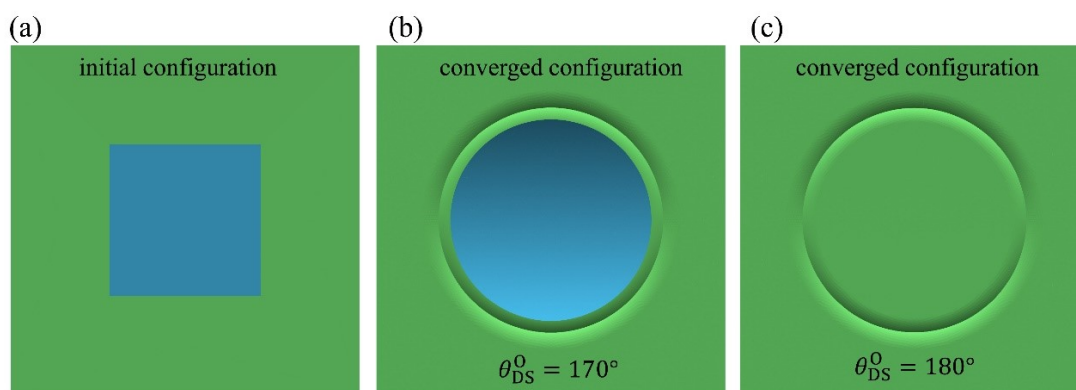 (a)
initial configuration
(b)
converged configuration
θ_DS^O = 170°
(c)
converged configuration
θ_DS^O = 180°